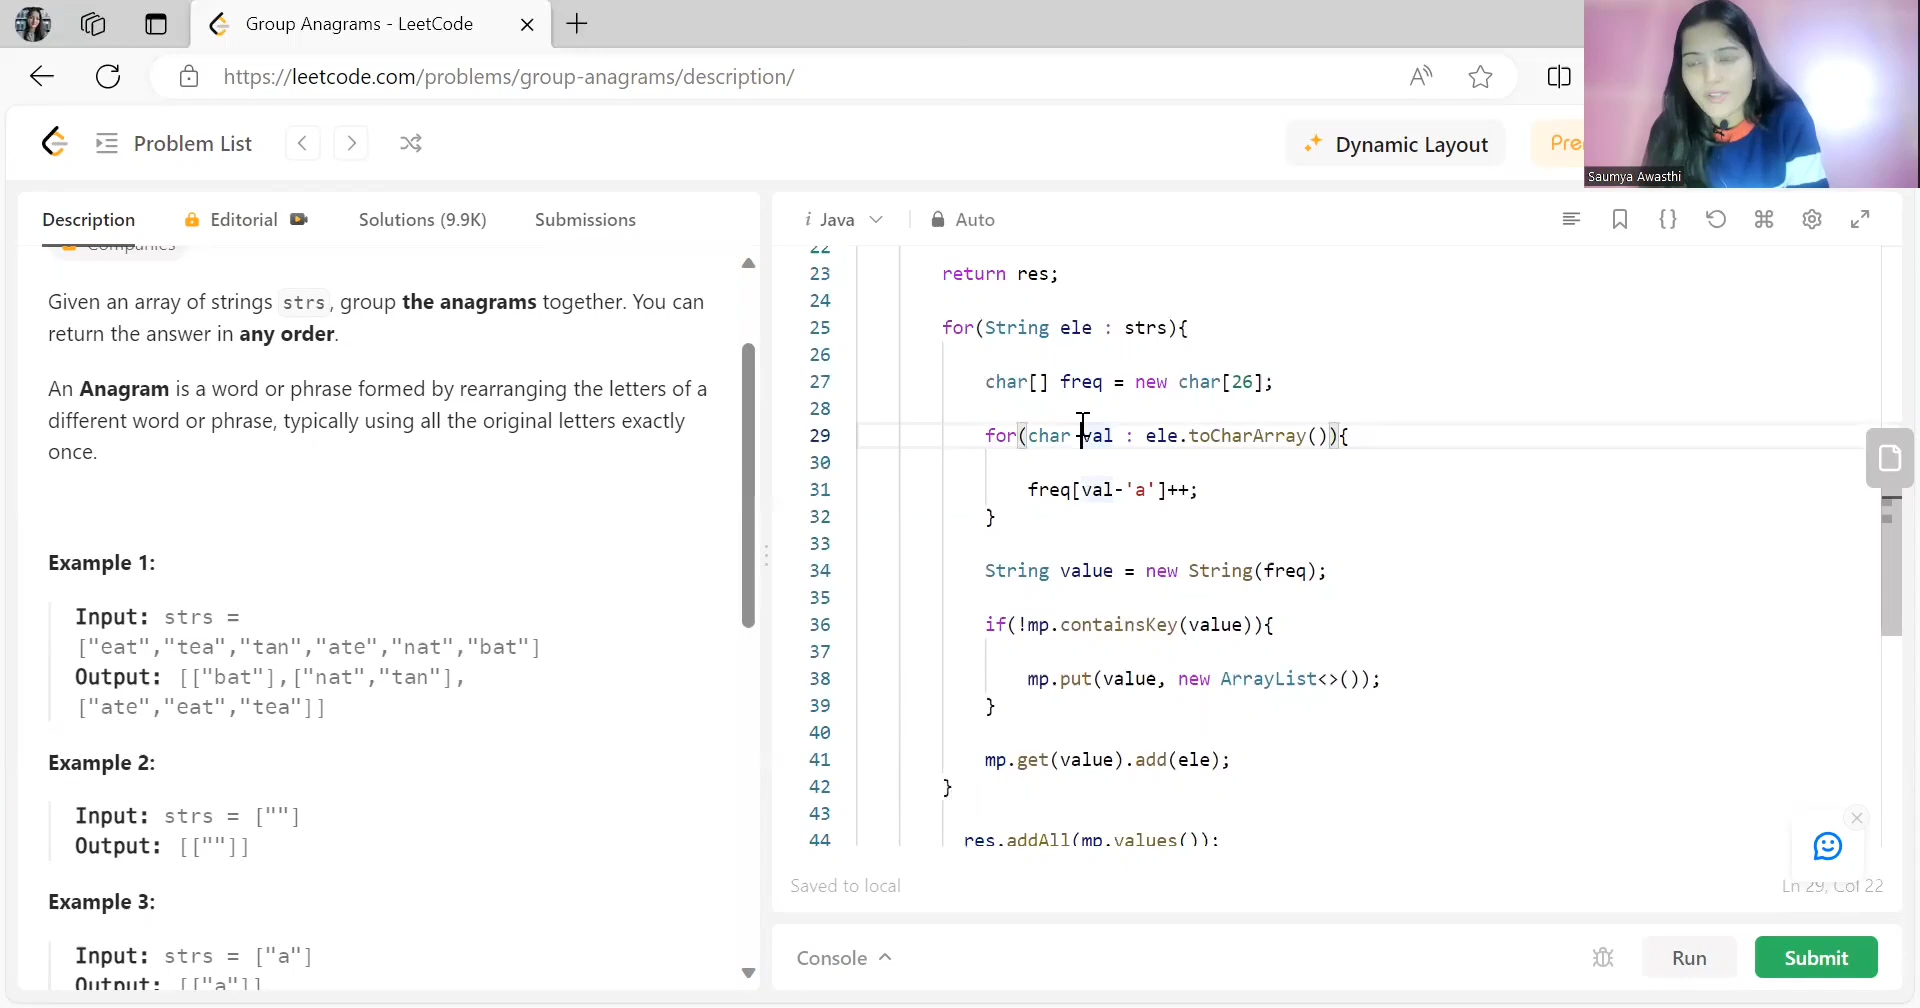 Group Anagrams - LeetCode
https://leetcode.com/problems/group-anagrams/description/
Problem List
Dynamic Layout
Pre
Saumya Awasthi
Description
Editorial
Solutions (9.9K)
Submissions
Companies
Given an array of strings strs, group the anagrams together. You can
return the answer in any order.
An Anagram is a word or phrase formed by rearranging the letters of a
different word or phrase, typically using all the original letters exactly
once.
Example 1:
Input: strs =
["eat","tea","tan","ate","nat","bat"]
Output: [["bat"],["nat","tan"],
["ate","eat","tea"]]
Example 2:
Input: strs = [""]
Output: [[""]]
Example 3:
Input: strs = ["a"]
Output: [["a"]]
i Java
Auto
22
23 return res;
24
25 for(String ele : strs){
26
27 char[] freq = new char[26];
28
29 for(char val : ele.toCharArray()){
30
31 freq[val-'a']++;
32 }
33
34 String value = new String(freq);
35
36 if(!mp.containsKey(value)){
37
38 mp.put(value, new ArrayList<>());
39 }
40
41 mp.get(value).add(ele);
42 }
43
44 res.addAll(mp.values());
Saved to local
Ln 29, Col 22
Console
Run
Submit